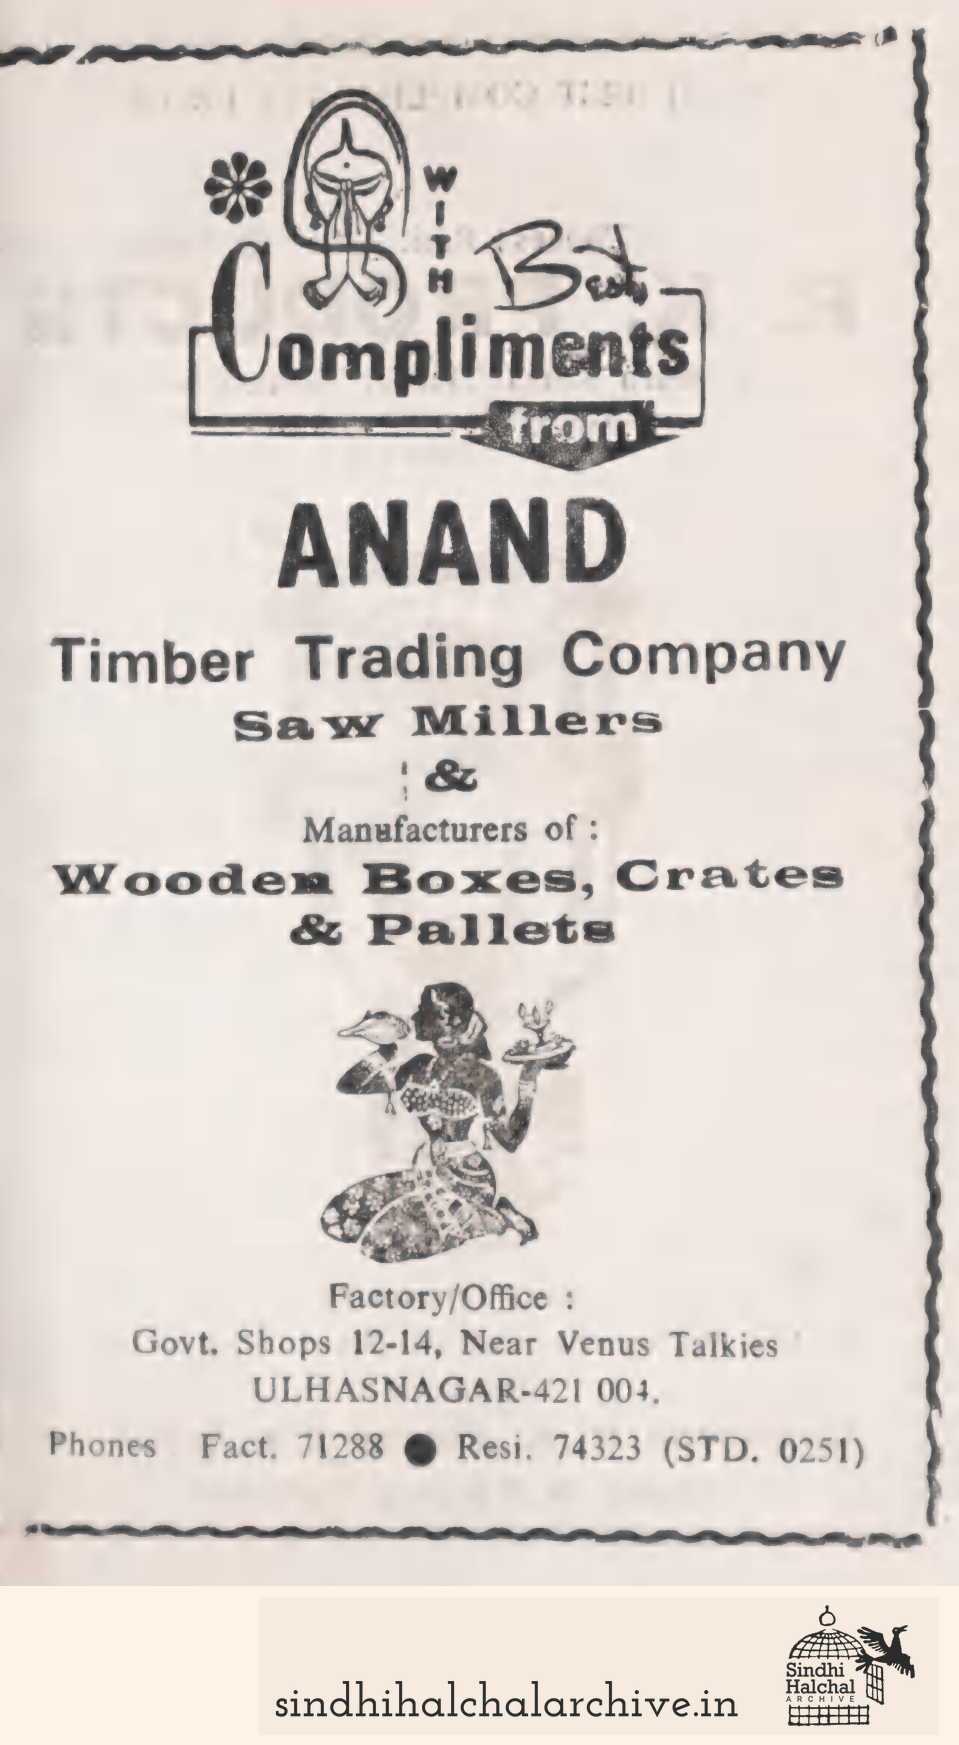 WITH Best
Compliments
from
ANAND
Timber Trading Company
Saw Millers
&
Manufacturers of :
Wooden Boxes, Crates
& Pallets
Factory/Office :
Govt. Shops 12-14, Near Venus Talkies
ULHASNAGAR-421 004.
Phones Fact. 71288 ● Resi. 74323 (STD. 0251)
sindhihalchalarchive.in
Sindhi
Halchal
ARCHIVE